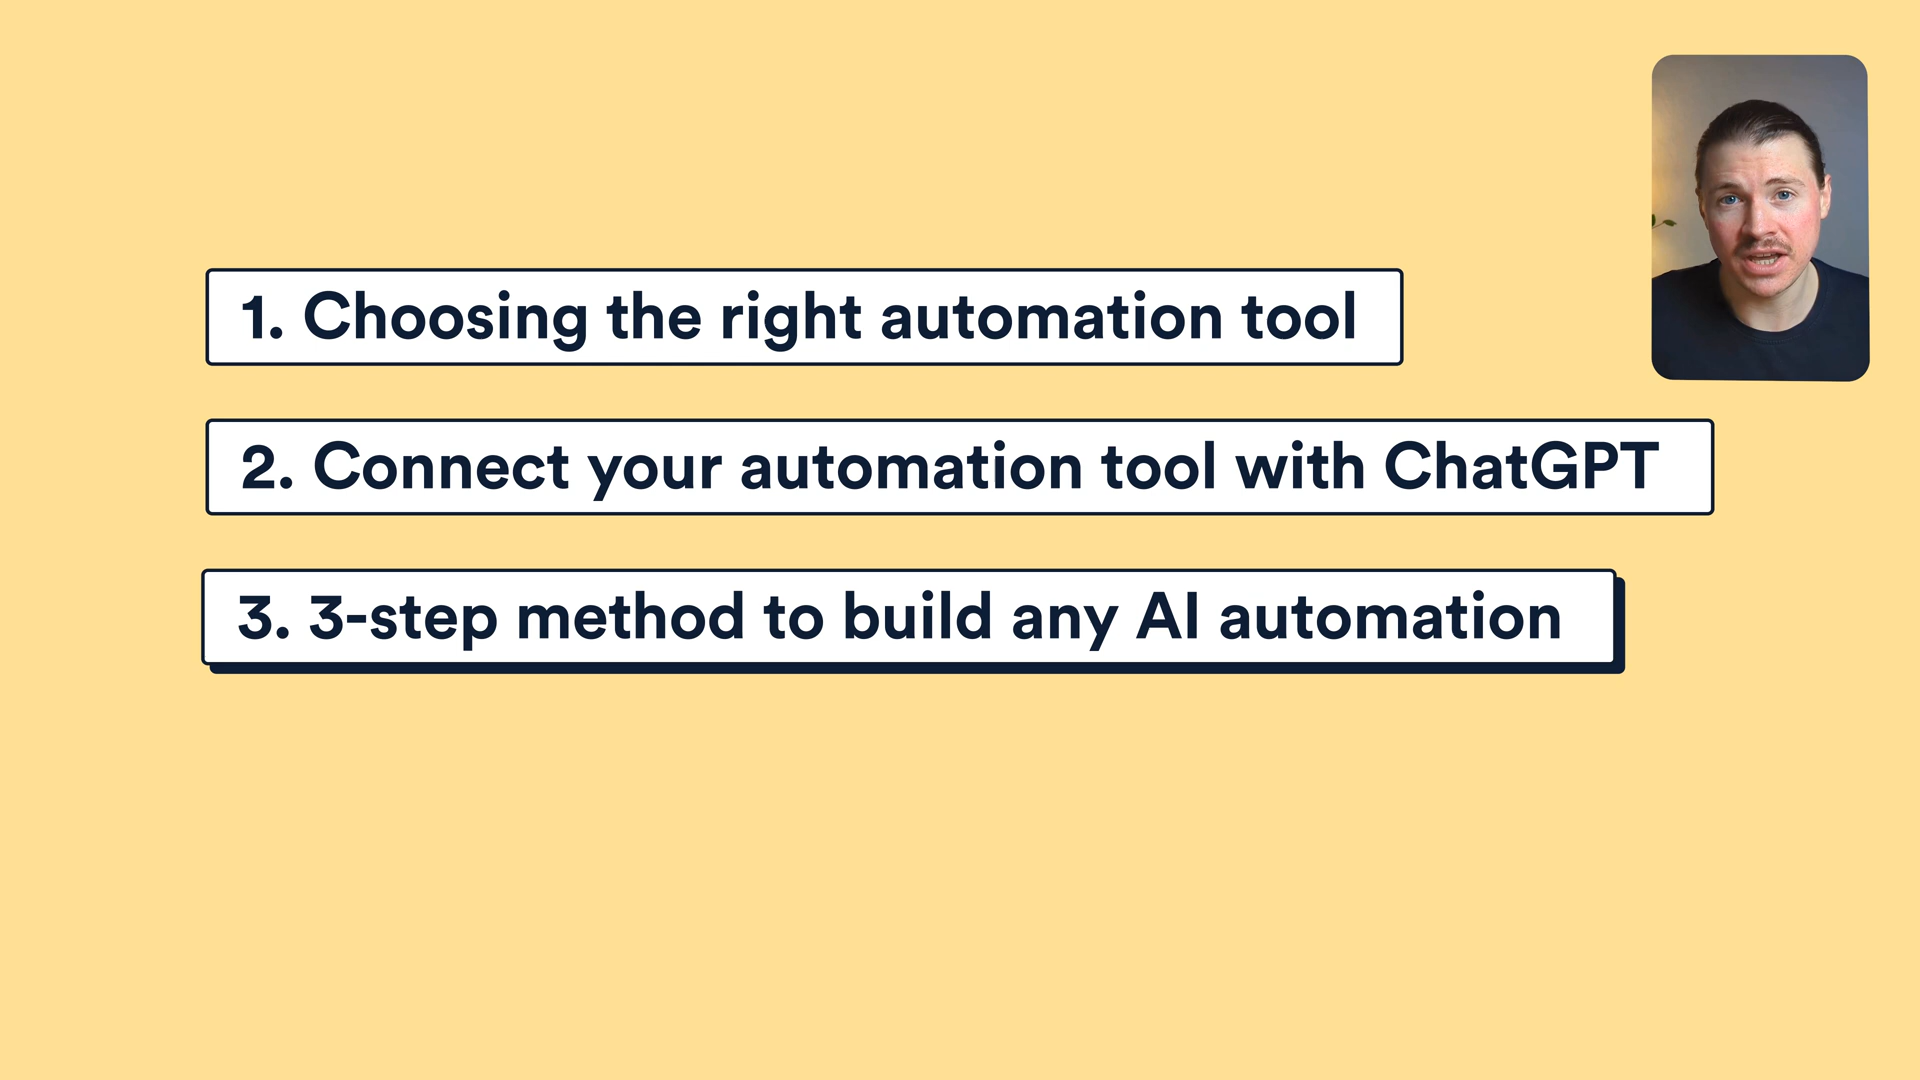 1. Choosing the right automation tool
2. Connect your automation tool with ChatGPT
3. 3-step method to build any AI automation